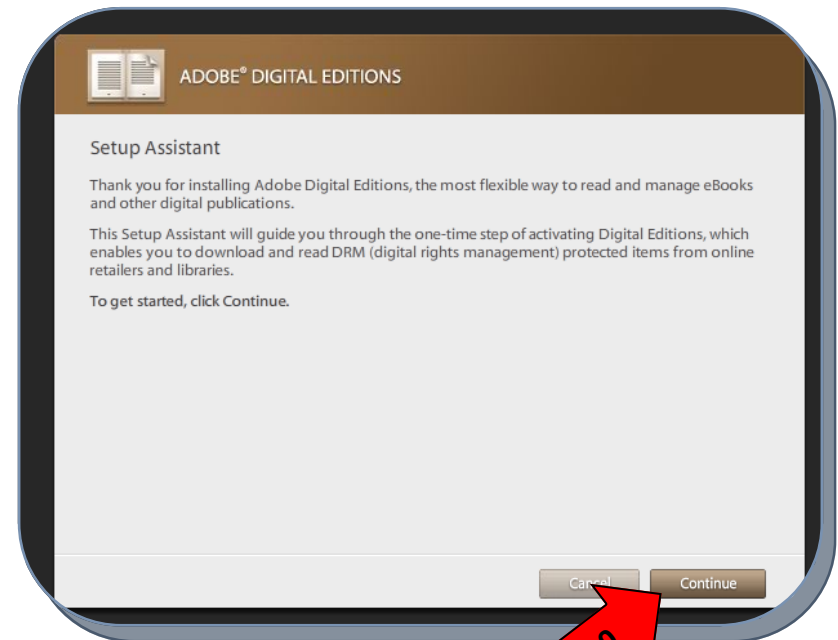 ADOBE® DIGITAL EDITIONS
Setup Assistant
Thank you for installing Adobe Digital Editions, the most flexible way to read and manage eBooks
and other digital publications.
This Setup Assistant will guide you through the one-time step of activating Digital Editions, which
enables you to download and read DRM (digital rights management) protected items from online
retailers and libraries.
To get started, click Continue.
Cancel Continue